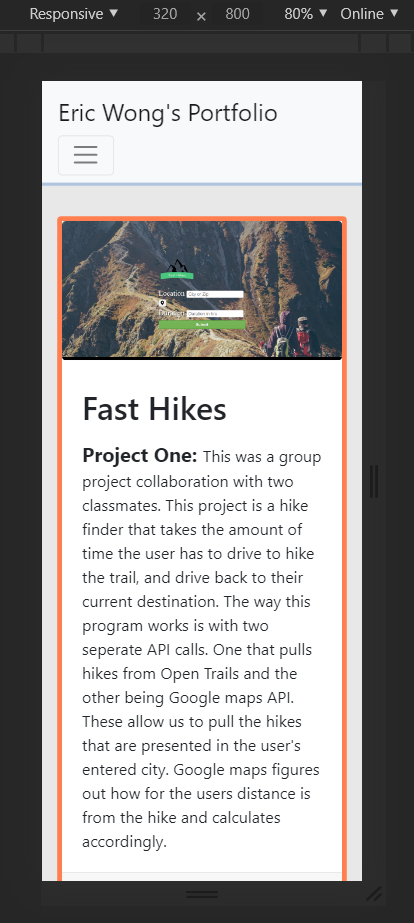 Responsive ▼ 320 × 800 80% ▼ Online ▼
Eric Wong's Portfolio
Location
City or Zip
Duration
Duration in hrs
Submit
Fast Hikes
Project One: This was a group
project collaboration with two
classmates. This project is a hike
finder that takes the amount of
time the user has to drive to hike
the trail, and drive back to their
current destination. The way this
program works is with two
seperate API calls. One that pulls
hikes from Open Trails and the
other being Google maps API.
These allow us to pull the hikes
that are presented in the user's
entered city. Google maps figures
out how for the users distance is
from the hike and calculates
accordingly.